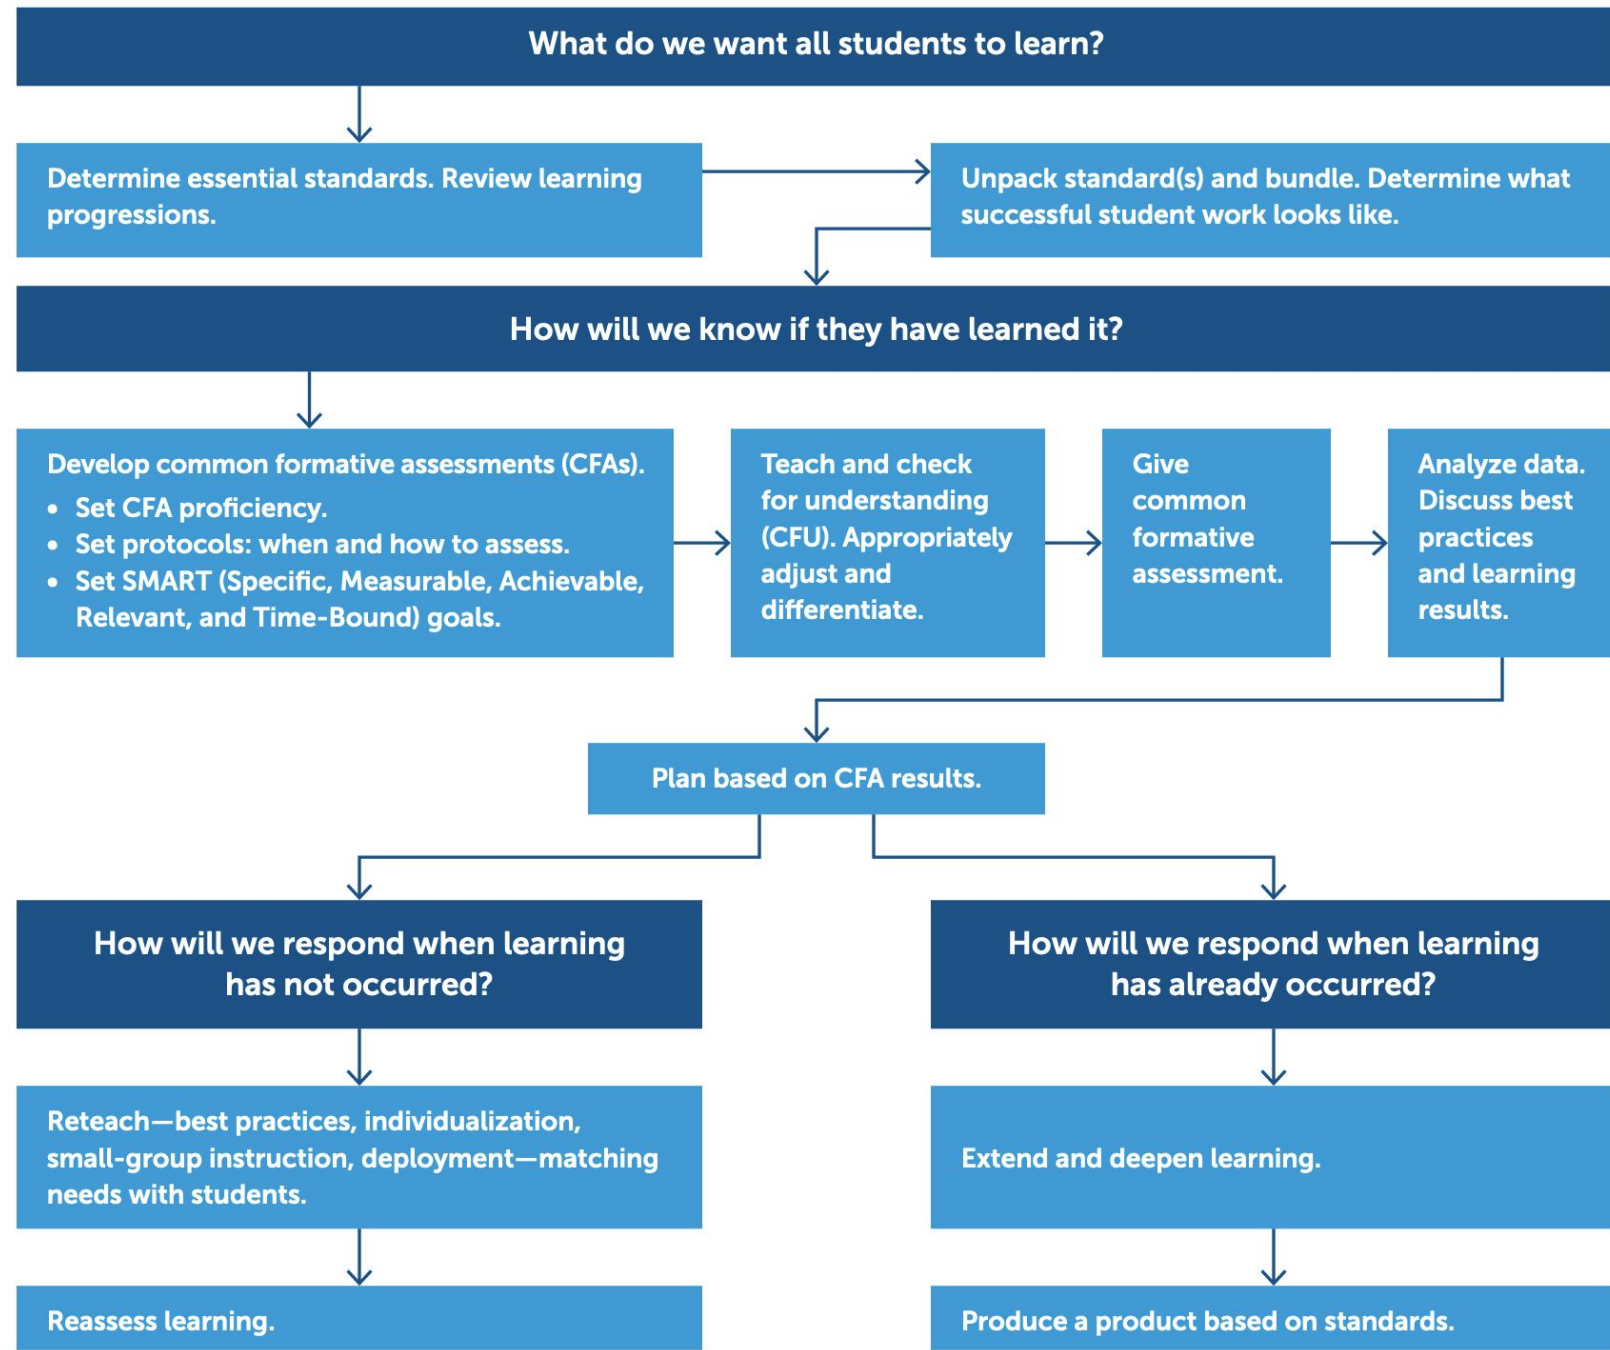 What do we want all students to learn?
Determine essential standards. Review learning
progressions.
Unpack standard(s) and bundle. Determine what
successful student work looks like.
How will we know if they have learned it?
Develop common formative assessments (CFAs).
• Set CFA proficiency.
• Set protocols: when and how to assess.
• Set SMART (Specific, Measurable, Achievable,
Relevant, and Time-Bound) goals.
Teach and check
for understanding
(CFU). Appropriately
adjust and
differentiate.
Give
common
formative
assessment.
Analyze data.
Discuss best
practices
and learning
results.
Plan based on CFA results.
How will we respond when learning
has not occurred?
Reteach—best practices, individualization,
small-group instruction, deployment—matching
needs with students.
Reassess learning.
How will we respond when learning
has already occurred?
Extend and deepen learning.
Produce a product based on standards.